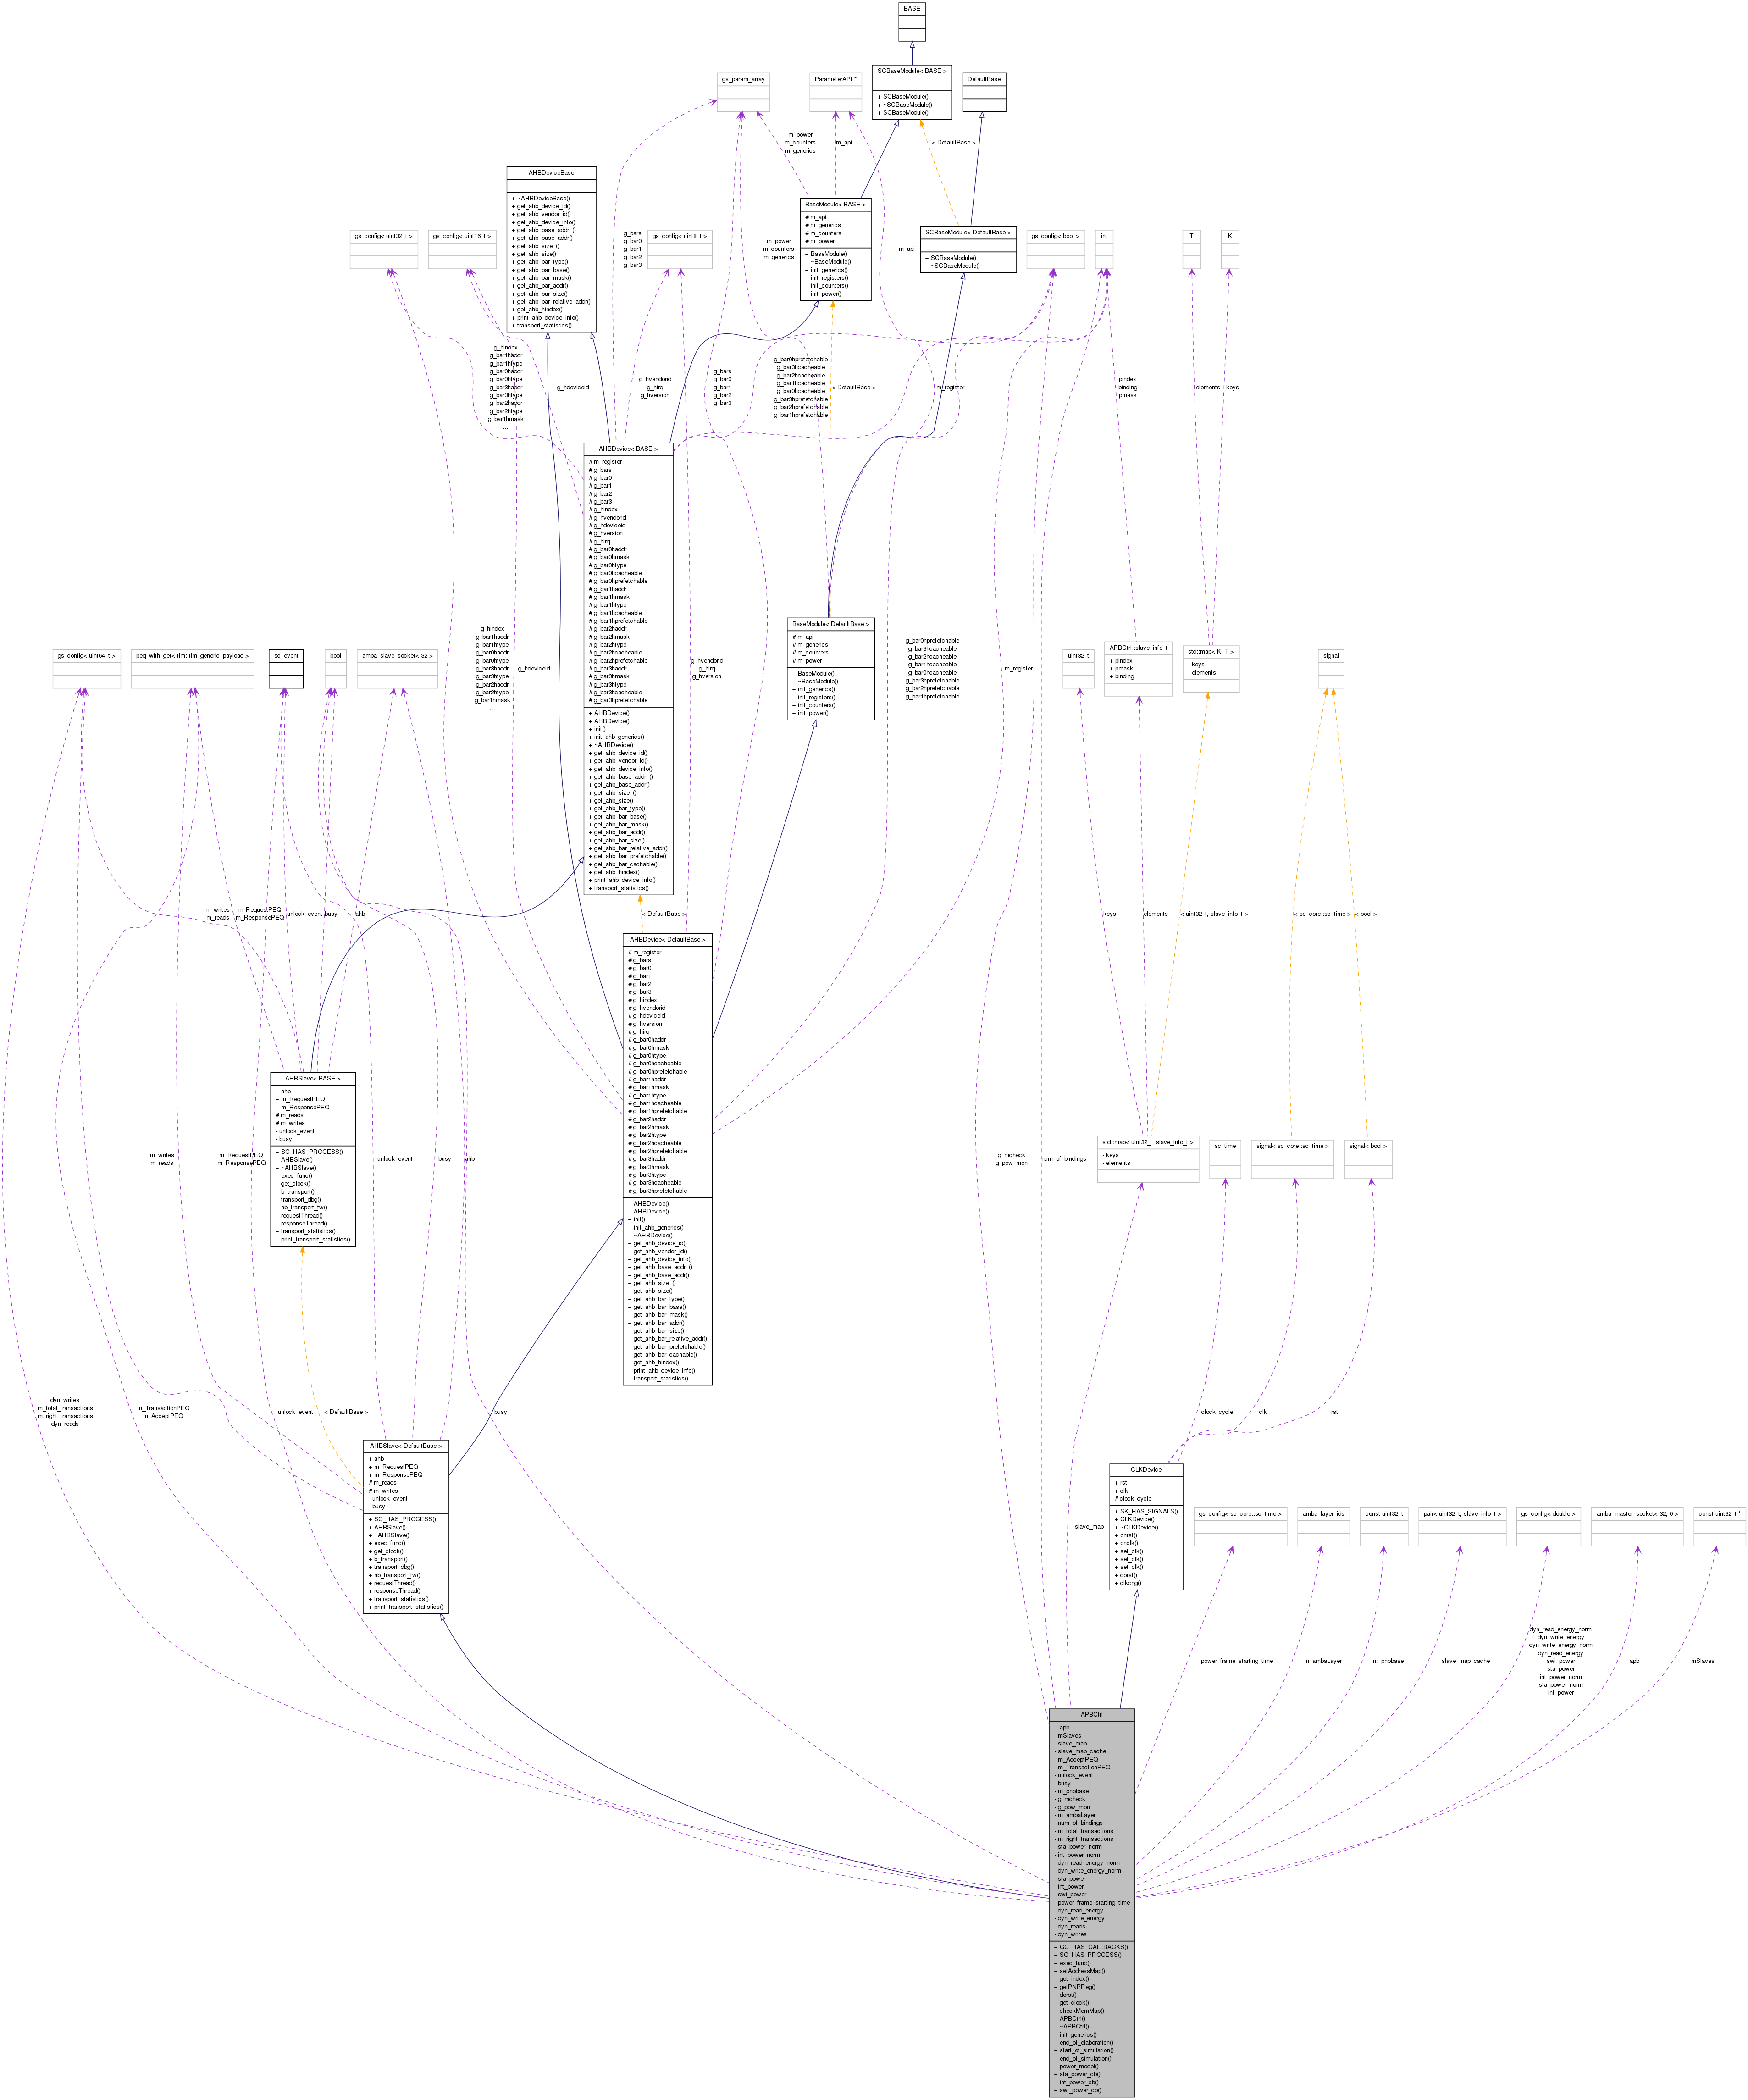 BASE
SCBaseModule< BASE >
+ SCBaseModule()
+ ~SCBaseModule()
+ SCBaseModule()
DefaultBase
gs_param_array
ParameterAPI *
m_power
m_counters
m_generics
m_api
< DefaultBase >
AHBDeviceBase
+ ~AHBDeviceBase()
+ get_ahb_device_id()
+ get_ahb_vendor_id()
+ get_ahb_device_info()
+ get_ahb_base_addr_()
+ get_ahb_base_addr()
+ get_ahb_size_()
+ get_ahb_size()
+ get_ahb_bar_type()
+ get_ahb_bar_base()
+ get_ahb_bar_mask()
+ get_ahb_bar_addr()
+ get_ahb_bar_size()
+ get_ahb_bar_relative_addr()
+ get_ahb_hindex()
+ print_ahb_device_info()
+ transport_statistics()
BaseModule< BASE >
# m_api
# m_generics
# m_counters
# m_power
+ BaseModule()
+ ~BaseModule()
+ init_generics()
+ init_registers()
+ init_counters()
+ init_power()
SCBaseModule< DefaultBase >
+ SCBaseModule()
+ ~SCBaseModule()
gs_config< uint32_t >
gs_config< uint16_t >
gs_config< uint8_t >
gs_config< bool >
int
T
K
g_bars
g_bar0
g_bar1
g_bar2
g_bar3
m_power
m_counters
m_generics
m_api
g_hindex
g_bar1haddr
g_bar1htype
g_bar0haddr
g_bar0htype
g_bar3haddr
g_bar3htype
g_bar2haddr
g_bar2htype
g_bar1hmask
...
g_hdeviceid
g_hvendorid
g_hirq
g_hversion
g_bars
g_bar0
g_bar1
g_bar2
g_bar3
g_bar0hprefetchable
g_bar3hcacheable
g_bar2hcacheable
g_bar1hcacheable
g_bar0hcacheable
g_bar3hprefetchable
g_bar2hprefetchable
g_bar1hprefetchable
< DefaultBase >
m_register
pindex
binding
pmask
elements
keys
AHBDevice< BASE >
# m_register
# g_bars
# g_bar0
# g_bar1
# g_bar2
# g_bar3
# g_hindex
# g_hvendorid
# g_hdeviceid
# g_hversion
# g_hirq
# g_bar0haddr
# g_bar0hmask
# g_bar0htype
# g_bar0hcacheable
# g_bar0hprefetchable
# g_bar1haddr
# g_bar1hmask
# g_bar1htype
# g_bar1hcacheable
# g_bar1hprefetchable
# g_bar2haddr
# g_bar2hmask
# g_bar2htype
# g_bar2hcacheable
# g_bar2hprefetchable
# g_bar3haddr
# g_bar3hmask
# g_bar3htype
# g_bar3hcacheable
# g_bar3hprefetchable
+ AHBDevice()
+ AHBDevice()
+ init()
+ init_ahb_generics()
+ ~AHBDevice()
+ get_ahb_device_id()
+ get_ahb_vendor_id()
+ get_ahb_device_info()
+ get_ahb_base_addr_()
+ get_ahb_base_addr()
+ get_ahb_size_()
+ get_ahb_size()
+ get_ahb_bar_type()
+ get_ahb_bar_base()
+ get_ahb_bar_mask()
+ get_ahb_bar_addr()
+ get_ahb_bar_size()
+ get_ahb_bar_relative_addr()
+ get_ahb_bar_prefetchable()
+ get_ahb_bar_cachable()
+ get_ahb_hindex()
+ print_ahb_device_info()
+ transport_statistics()
BaseModule< DefaultBase >
# m_api
# m_generics
# m_counters
# m_power
+ BaseModule()
+ ~BaseModule()
+ init_generics()
+ init_registers()
+ init_counters()
+ init_power()
gs_config< uint64_t >
peq_with_get< tlm::tlm_generic_payload >
sc_event
bool
amba_slave_socket< 32 >
uint32_t
APBCtrl::slave_info_t
+ pindex
+ pmask
+ binding
std::map< K, T >
- keys
- elements
signal
g_hindex
g_bar1haddr
g_bar1htype
g_bar0haddr
g_bar0htype
g_bar3haddr
g_bar3htype
g_bar2haddr
g_bar2htype
g_bar1hmask
...
g_hdeviceid
g_hvendorid
g_hirq
g_hversion
g_bar0hprefetchable
g_bar3hcacheable
g_bar2hcacheable
g_bar1hcacheable
g_bar0hcacheable
g_bar3hprefetchable
g_bar2hprefetchable
g_bar1hprefetchable
m_register
m_writes
m_reads
m_RequestPEQ
m_ResponsePEQ
unlock_event
busy
ahb
< DefaultBase >
keys
elements
< uint32_t, slave_info_t >
< sc_core::sc_time >
< bool >
AHBDevice< DefaultBase >
# m_register
# g_bars
# g_bar0
# g_bar1
# g_bar2
# g_bar3
# g_hindex
# g_hvendorid
# g_hdeviceid
# g_hversion
# g_hirq
# g_bar0haddr
# g_bar0hmask
# g_bar0htype
# g_bar0hcacheable
# g_bar0hprefetchable
# g_bar1haddr
# g_bar1hmask
# g_bar1htype
# g_bar1hcacheable
# g_bar1hprefetchable
# g_bar2haddr
# g_bar2hmask
# g_bar2htype
# g_bar2hcacheable
# g_bar2hprefetchable
# g_bar3haddr
# g_bar3hmask
# g_bar3htype
# g_bar3hcacheable
# g_bar3hprefetchable
+ AHBDevice()
+ AHBDevice()
+ init()
+ init_ahb_generics()
+ ~AHBDevice()
+ get_ahb_device_id()
+ get_ahb_vendor_id()
+ get_ahb_device_info()
+ get_ahb_base_addr_()
+ get_ahb_base_addr()
+ get_ahb_size_()
+ get_ahb_size()
+ get_ahb_bar_type()
+ get_ahb_bar_base()
+ get_ahb_bar_mask()
+ get_ahb_bar_addr()
+ get_ahb_bar_size()
+ get_ahb_bar_relative_addr()
+ get_ahb_bar_prefetchable()
+ get_ahb_bar_cachable()
+ get_ahb_hindex()
+ print_ahb_device_info()
+ transport_statistics()
AHBSlave< BASE >
+ ahb
+ m_RequestPEQ
+ m_ResponsePEQ
# m_reads
# m_writes
- unlock_event
- busy
+ SC_HAS_PROCESS()
+ AHBSlave()
+ ~AHBSlave()
+ exec_func()
+ get_clock()
+ b_transport()
+ transport_dbg()
+ nb_transport_fw()
+ requestThread()
+ responseThread()
+ transport_statistics()
+ print_transport_statistics()
m_writes
m_reads
m_RequestPEQ
m_ResponsePEQ
unlock_event
busy
ahb
g_mcheck
g_pow_mon
num_of_bindings
std::map< uint32_t, slave_info_t >
- keys
- elements
sc_time
signal< sc_core::sc_time >
signal< bool >
dyn_writes
m_total_transactions
m_right_transactions
dyn_reads
m_TransactionPEQ
m_AcceptPEQ
unlock_event
< DefaultBase >
busy
clock_cycle
clk
rst
AHBSlave< DefaultBase >
+ ahb
+ m_RequestPEQ
+ m_ResponsePEQ
# m_reads
# m_writes
- unlock_event
- busy
+ SC_HAS_PROCESS()
+ AHBSlave()
+ ~AHBSlave()
+ exec_func()
+ get_clock()
+ b_transport()
+ transport_dbg()
+ nb_transport_fw()
+ requestThread()
+ responseThread()
+ transport_statistics()
+ print_transport_statistics()
slave_map
CLKDevice
+ rst
+ clk
# clock_cycle
+ SK_HAS_SIGNALS()
+ CLKDevice()
+ ~CLKDevice()
+ onrst()
+ onclk()
+ set_clk()
+ set_clk()
+ set_clk()
+ dorst()
+ clkcng()
gs_config< sc_core::sc_time >
amba_layer_ids
const uint32_t
pair< uint32_t, slave_info_t >
gs_config< double >
amba_master_socket< 32, 0 >
const uint32_t *
power_frame_starting_time
m_ambaLayer
m_pnpbase
slave_map_cache
dyn_read_energy_norm
dyn_write_energy
dyn_write_energy_norm
dyn_read_energy
swi_power
sta_power
int_power_norm
sta_power_norm
int_power
apb
mSlaves
APBCtrl
+ apb
- mSlaves
- slave_map
- slave_map_cache
- m_AcceptPEQ
- m_TransactionPEQ
- unlock_event
- busy
- m_pnpbase
- g_mcheck
- g_pow_mon
- m_ambaLayer
- num_of_bindings
- m_total_transactions
- m_right_transactions
- sta_power_norm
- int_power_norm
- dyn_read_energy_norm
- dyn_write_energy_norm
- sta_power
- int_power
- swi_power
- power_frame_starting_time
- dyn_read_energy
- dyn_write_energy
- dyn_reads
- dyn_writes
+ GC_HAS_CALLBACKS()
+ SC_HAS_PROCESS()
+ exec_func()
+ setAddressMap()
+ get_index()
+ getPNPReg()
+ dorst()
+ get_clock()
+ checkMemMap()
+ APBCtrl()
+ ~APBCtrl()
+ init_generics()
+ end_of_elaboration()
+ start_of_simulation()
+ end_of_simulation()
+ power_model()
+ sta_power_cb()
+ int_power_cb()
+ swi_power_cb()